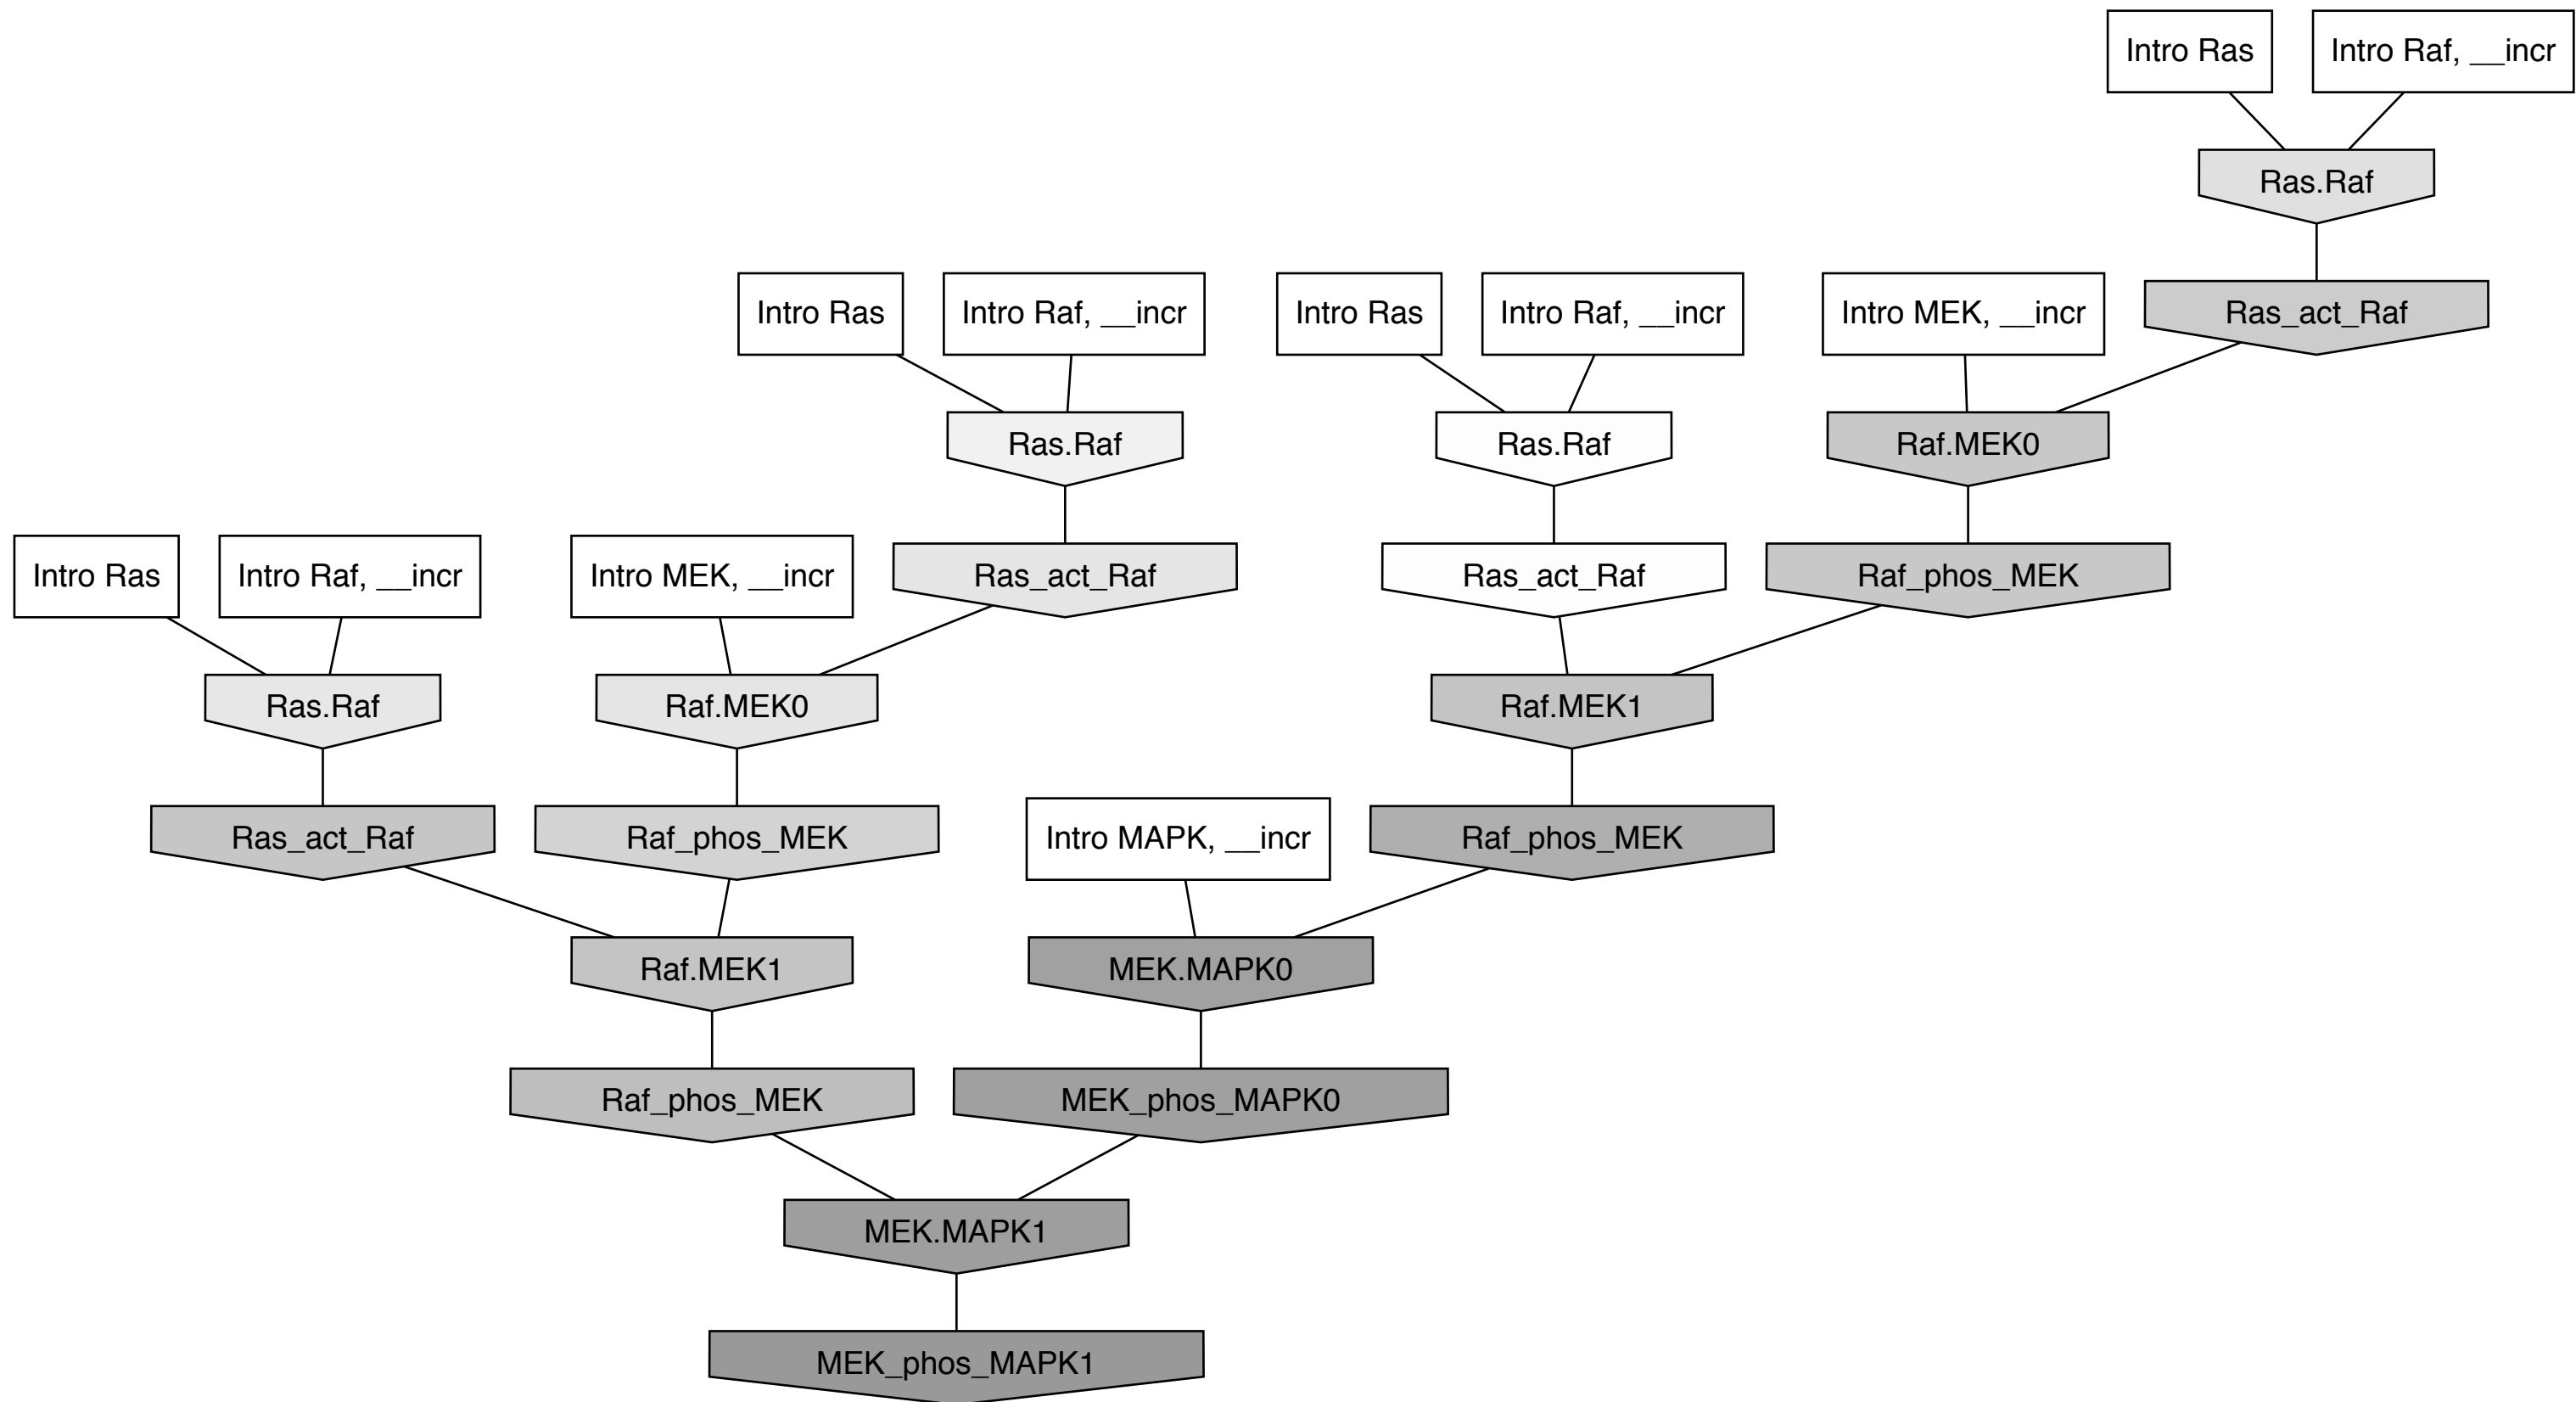 Intro Ras
Intro Raf, __incr
Ras.Raf
Intro Ras
Intro Raf, __incr
Intro Ras
Intro Raf, __incr
Intro MEK, __incr
Ras_act_Raf
Ras.Raf
Ras.Raf
Raf.MEK0
Intro Ras
Intro Raf, __incr
Intro MEK, __incr
Ras_act_Raf
Ras_act_Raf
Raf_phos_MEK
Ras.Raf
Raf.MEK0
Raf.MEK1
Ras_act_Raf
Raf_phos_MEK
Intro MAPK, __incr
Raf_phos_MEK
Raf.MEK1
MEK.MAPK0
Raf_phos_MEK
MEK_phos_MAPK0
MEK.MAPK1
MEK_phos_MAPK1